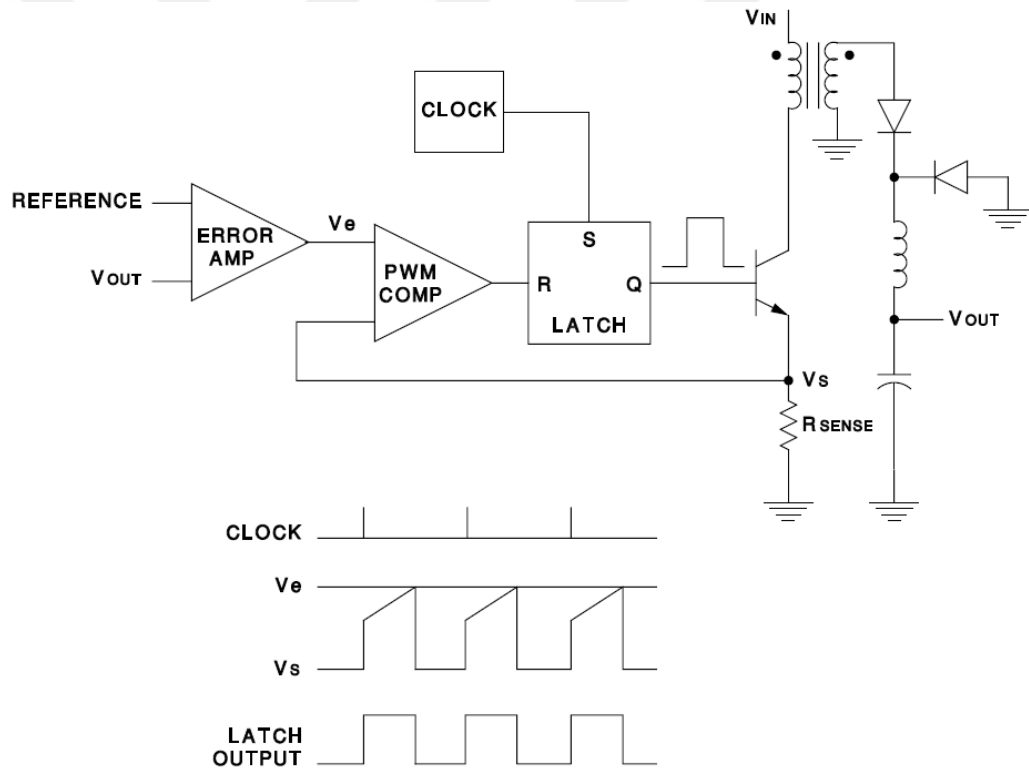 VIN
CLOCK
REFERENCE
ERROR
AMP
Ve
VOUT
PWM
COMP
S
R
Q
LATCH
VOUT
Vs
RSENSE
CLOCK
Ve
Vs
LATCH
OUTPUT